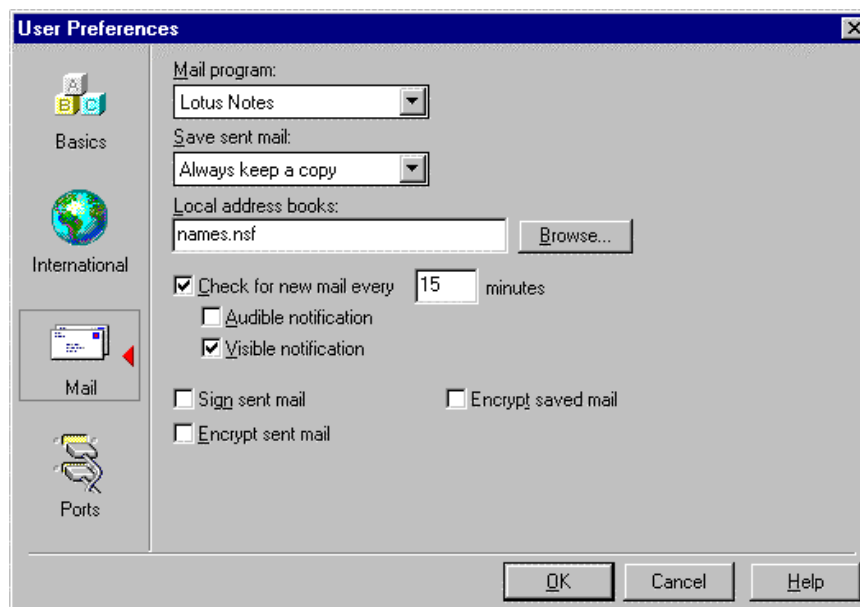 User Preferences
A
B C
Basics
International
Mail
Ports
Mail program:
Lotus Notes
Save sent mail:
Always keep a copy
Local address books:
names.nsf
Browse...
Check for new mail every 15 minutes
Audible notification
Visible notification
Sign sent mail
Encrypt saved mail
Encrypt sent mail
OK
Cancel
Help